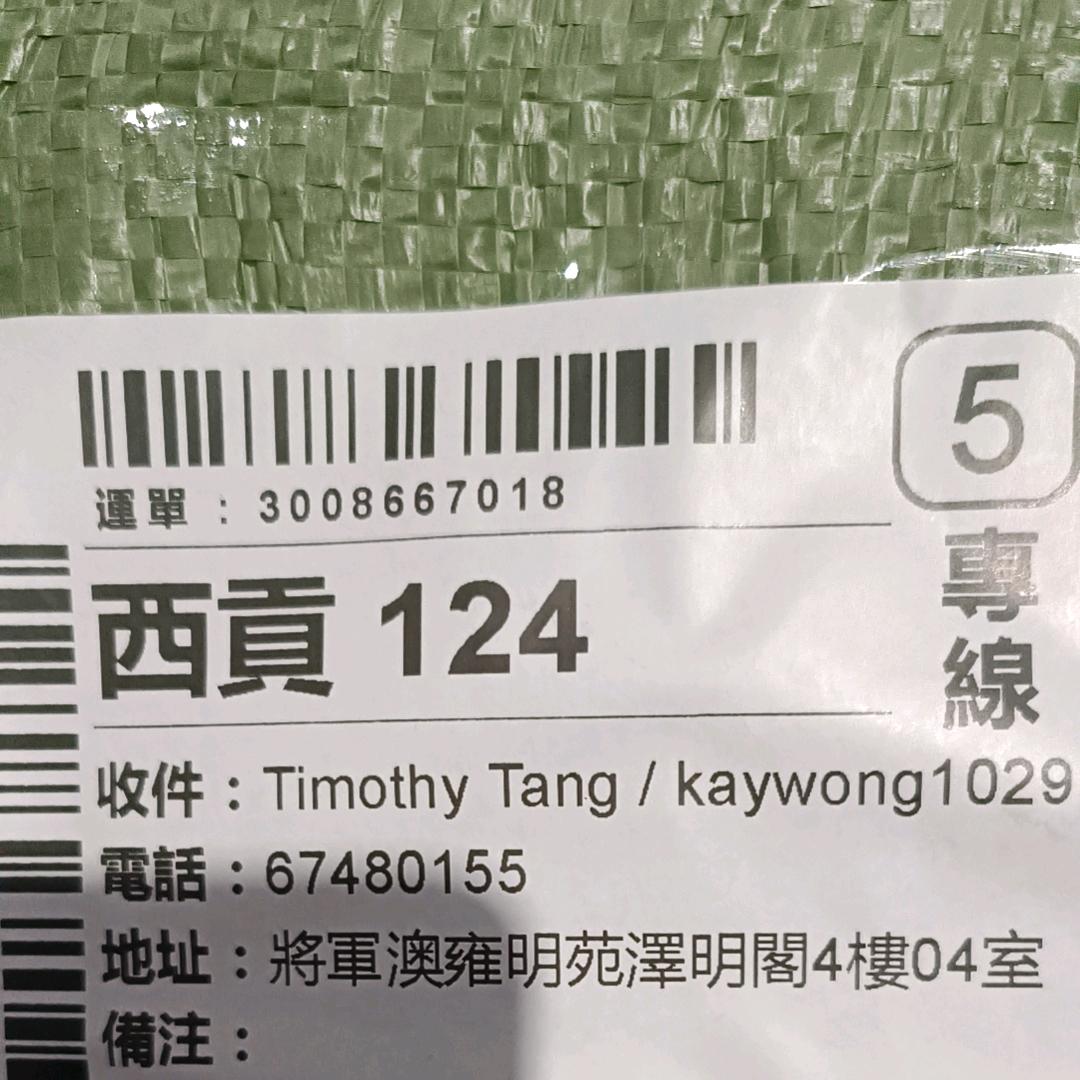 5
專線
運單：3008667018
西貢 124
收件：Timothy Tang / kaywong1029
電話：67480155
地址：將軍澳雍明苑澤明閣4樓04室
備注：